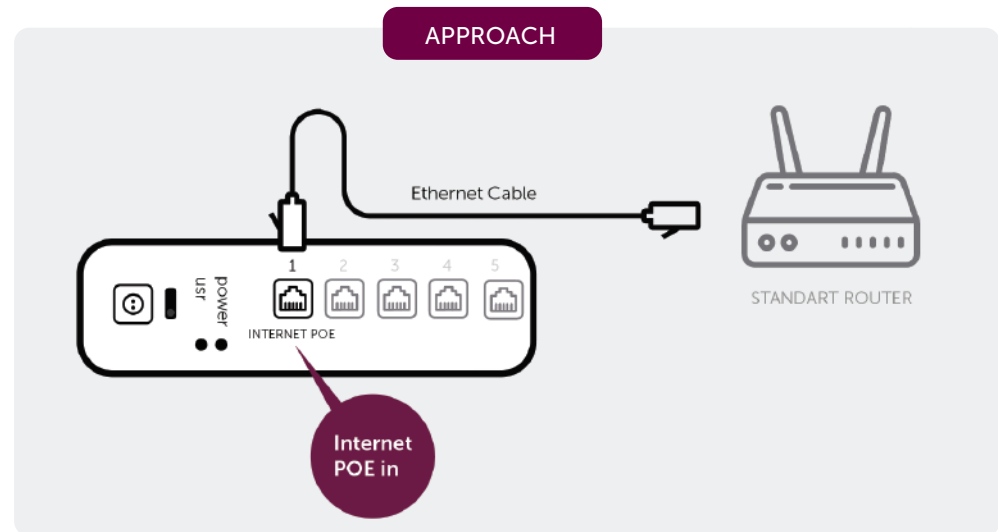 APPROACH
Ethernet Cable
1 2 3 4 5
power
usr
INTERNET POE
STANDART ROUTER
Internet
POE in